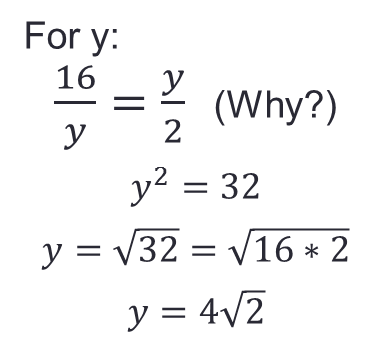 For y:
16/y = y/2 (Why?)
y² = 32
y = √32 = √16 * 2
y = 4√2